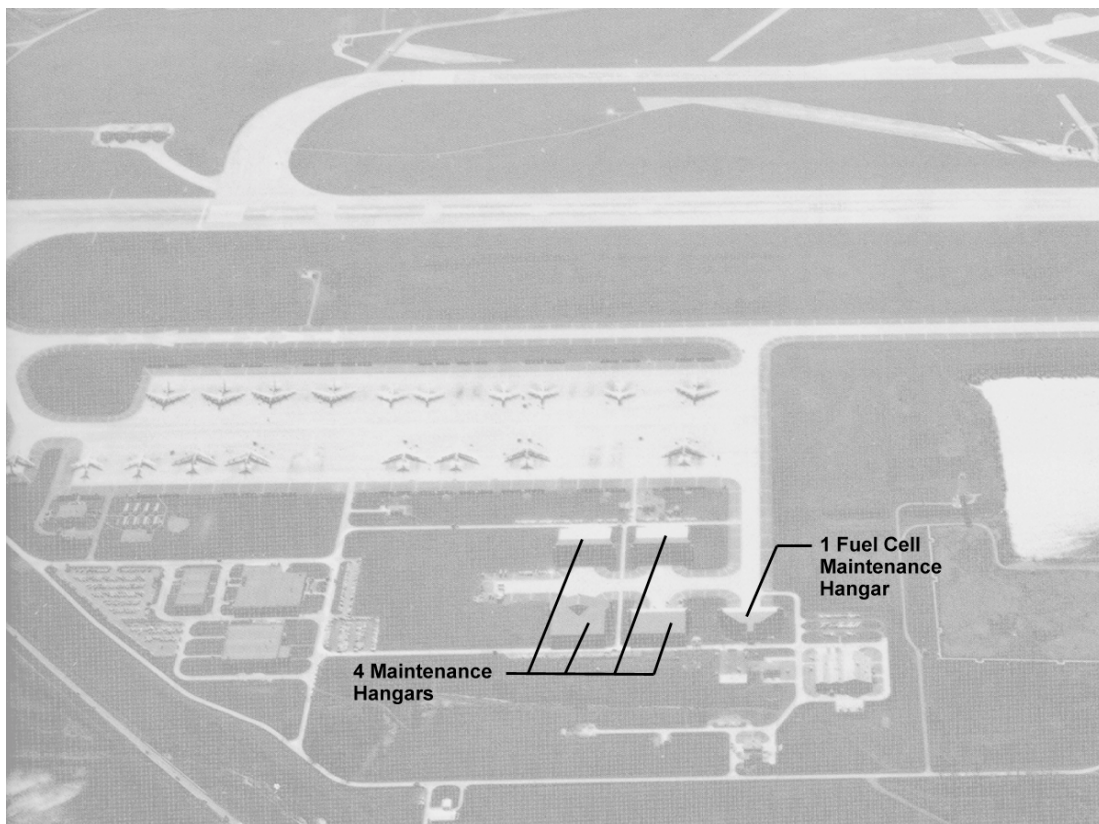 1 Fuel Cell
Maintenance
Hangar
4 Maintenance
Hangars